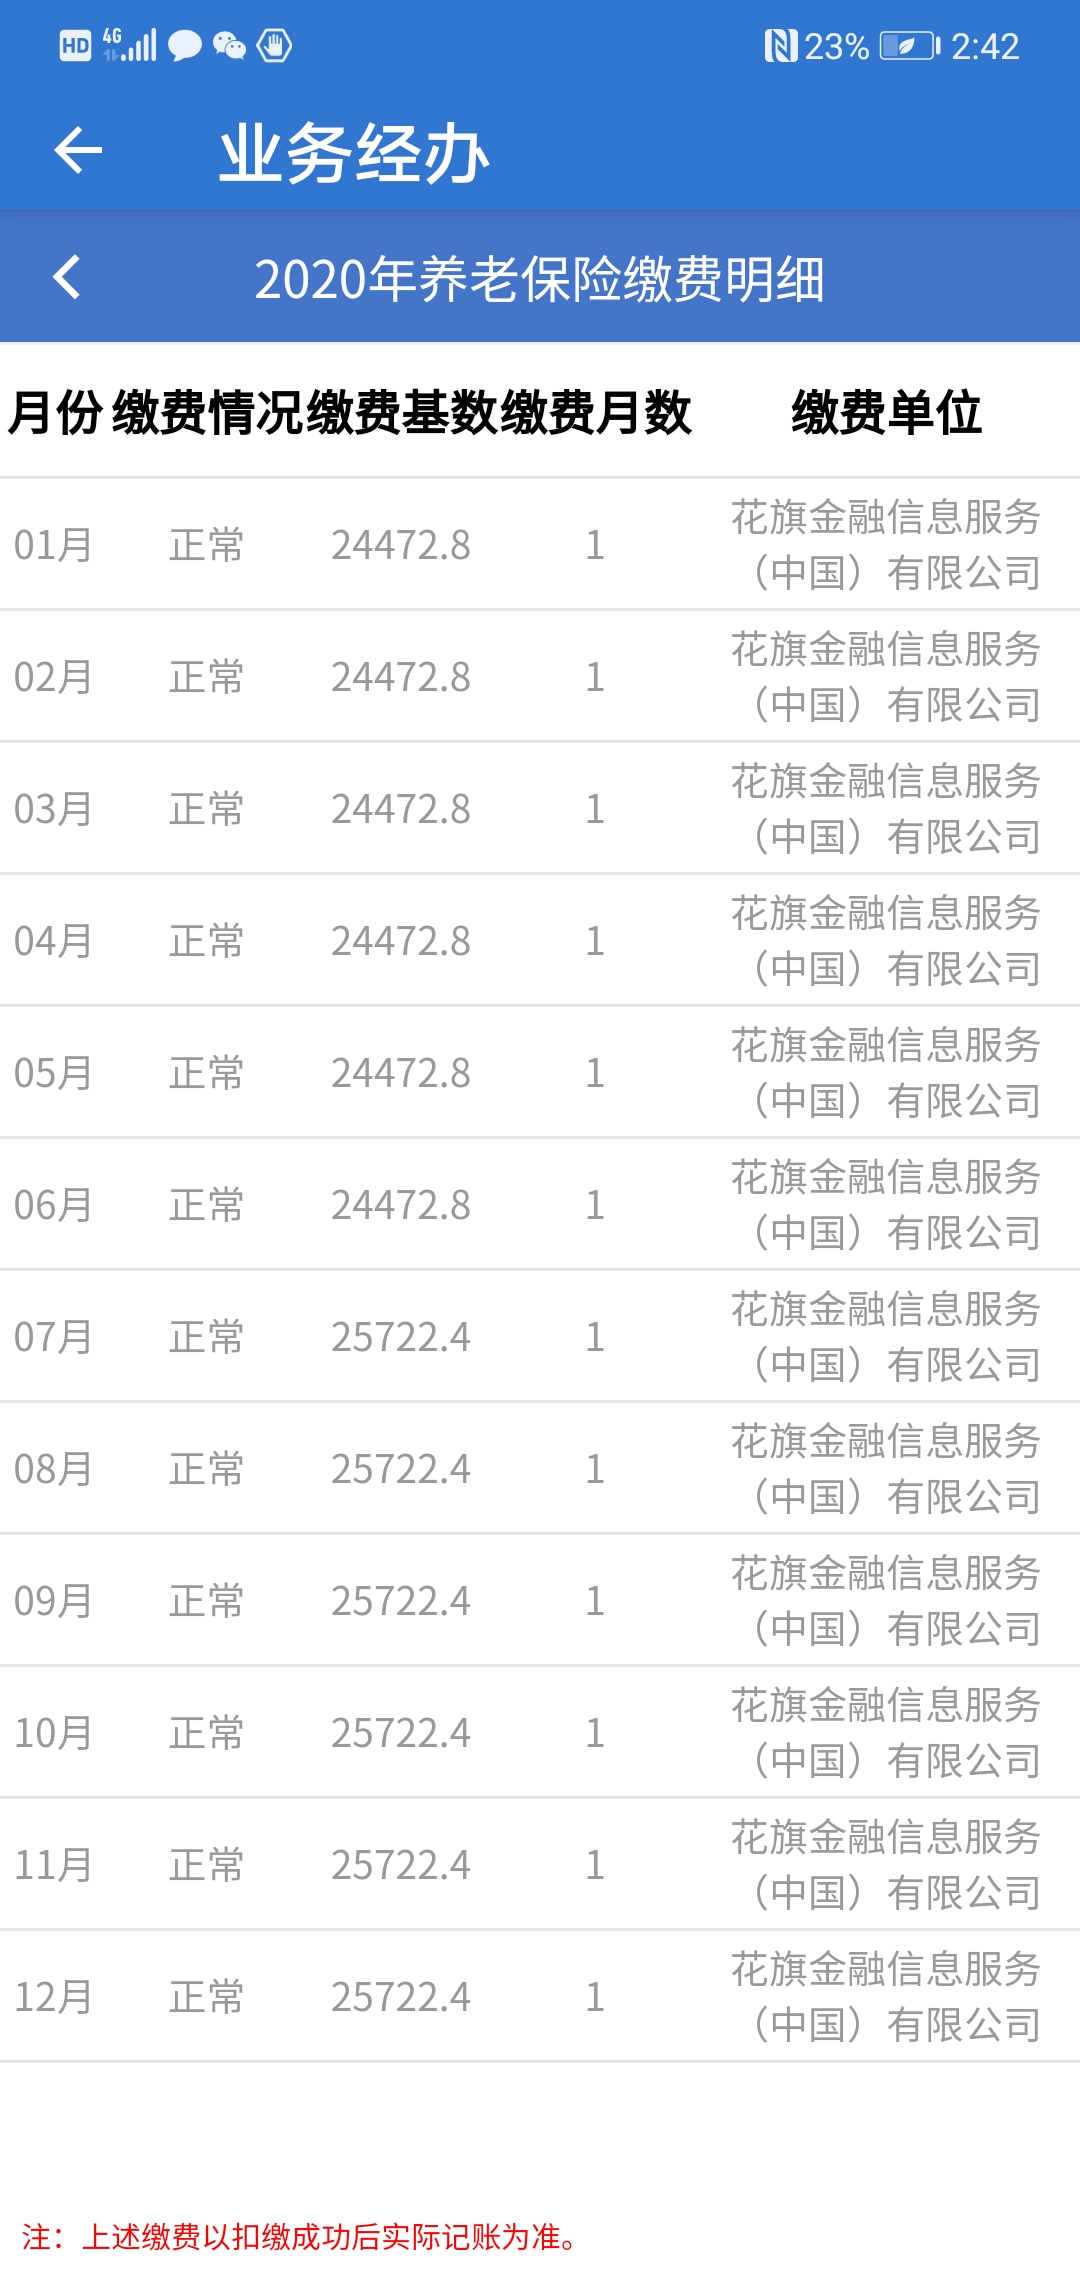 HD 4G 23% 2:42
业务经办
2020年养老保险缴费明细
月份 缴费情况 缴费基数 缴费月数 缴费单位
01月 正常 24472.8 1 花旗金融信息服务
（中国）有限公司
02月 正常 24472.8 1 花旗金融信息服务
（中国）有限公司
03月 正常 24472.8 1 花旗金融信息服务
（中国）有限公司
04月 正常 24472.8 1 花旗金融信息服务
（中国）有限公司
05月 正常 24472.8 1 花旗金融信息服务
（中国）有限公司
06月 正常 24472.8 1 花旗金融信息服务
（中国）有限公司
07月 正常 25722.4 1 花旗金融信息服务
（中国）有限公司
08月 正常 25722.4 1 花旗金融信息服务
（中国）有限公司
09月 正常 25722.4 1 花旗金融信息服务
（中国）有限公司
10月 正常 25722.4 1 花旗金融信息服务
（中国）有限公司
11月 正常 25722.4 1 花旗金融信息服务
（中国）有限公司
12月 正常 25722.4 1 花旗金融信息服务
（中国）有限公司
注：上述缴费以扣缴成功后实际记账为准。